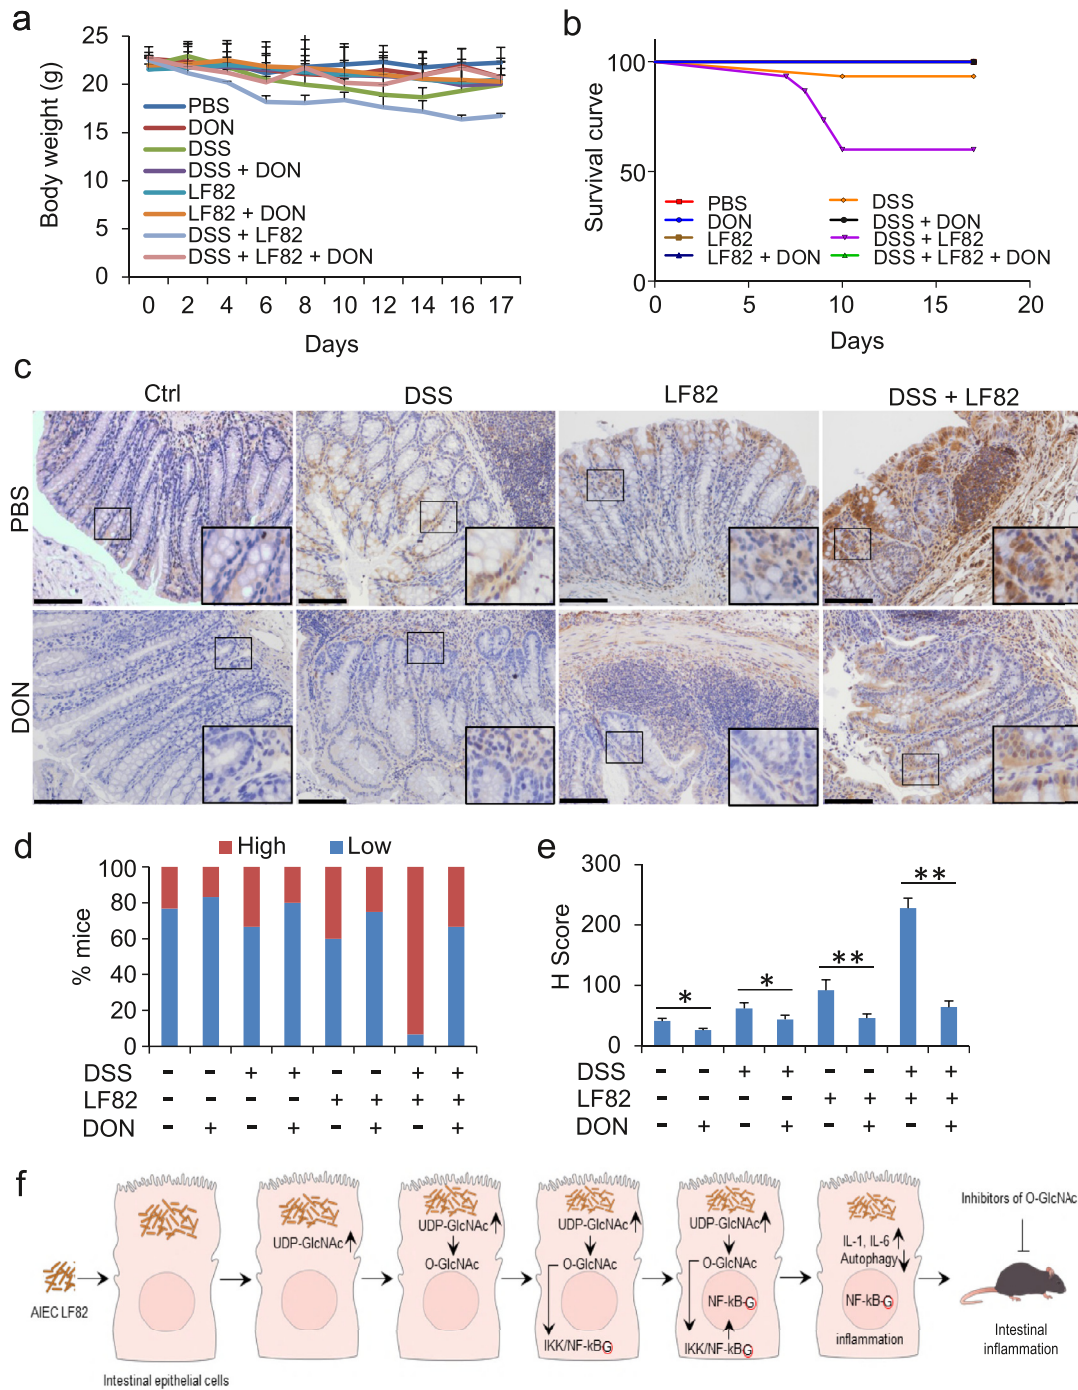 a
25
20
15
10
5
0
Body weight (g)
PBS
DON
DSS
DSS + DON
LF82
LF82 + DON
DSS + LF82
DSS + LF82 + DON
0 2 4 6 8 10 12 14 16 17
Days
b
100
50
0
Survival curve
PBS
DON
LF82
LF82 + DON
DSS
DSS + DON
DSS + LF82
DSS + LF82 + DON
0 5 10 15 20
Days
c
Ctrl DSS LF82 DSS + LF82
PBS
DON
d
High Low
100
80
60
40
20
0
% mice
DSS - - + + - - + +
LF82 - - - - + + + +
DON - + - + - + - +
e
300
200
100
0
H Score
* * ** **
DSS - - + + - - + +
LF82 - - - - + + + +
DON - + - + - + - +
f
AIEC LF82
Intestinal epithelial cells
UDP-GlcNAc
UDP-GlcNAc
O-GlcNAc
UDP-GlcNAc
O-GlcNAc
IKK/NF-kB-G
UDP-GlcNAc
O-GlcNAc
NF-kB-G
IKK/NF-kB-G
IL-1, IL-6
Autophagy
NF-kB-G
inflammation
Inhibitors of O-GlcNAc
Intestinal
inflammation